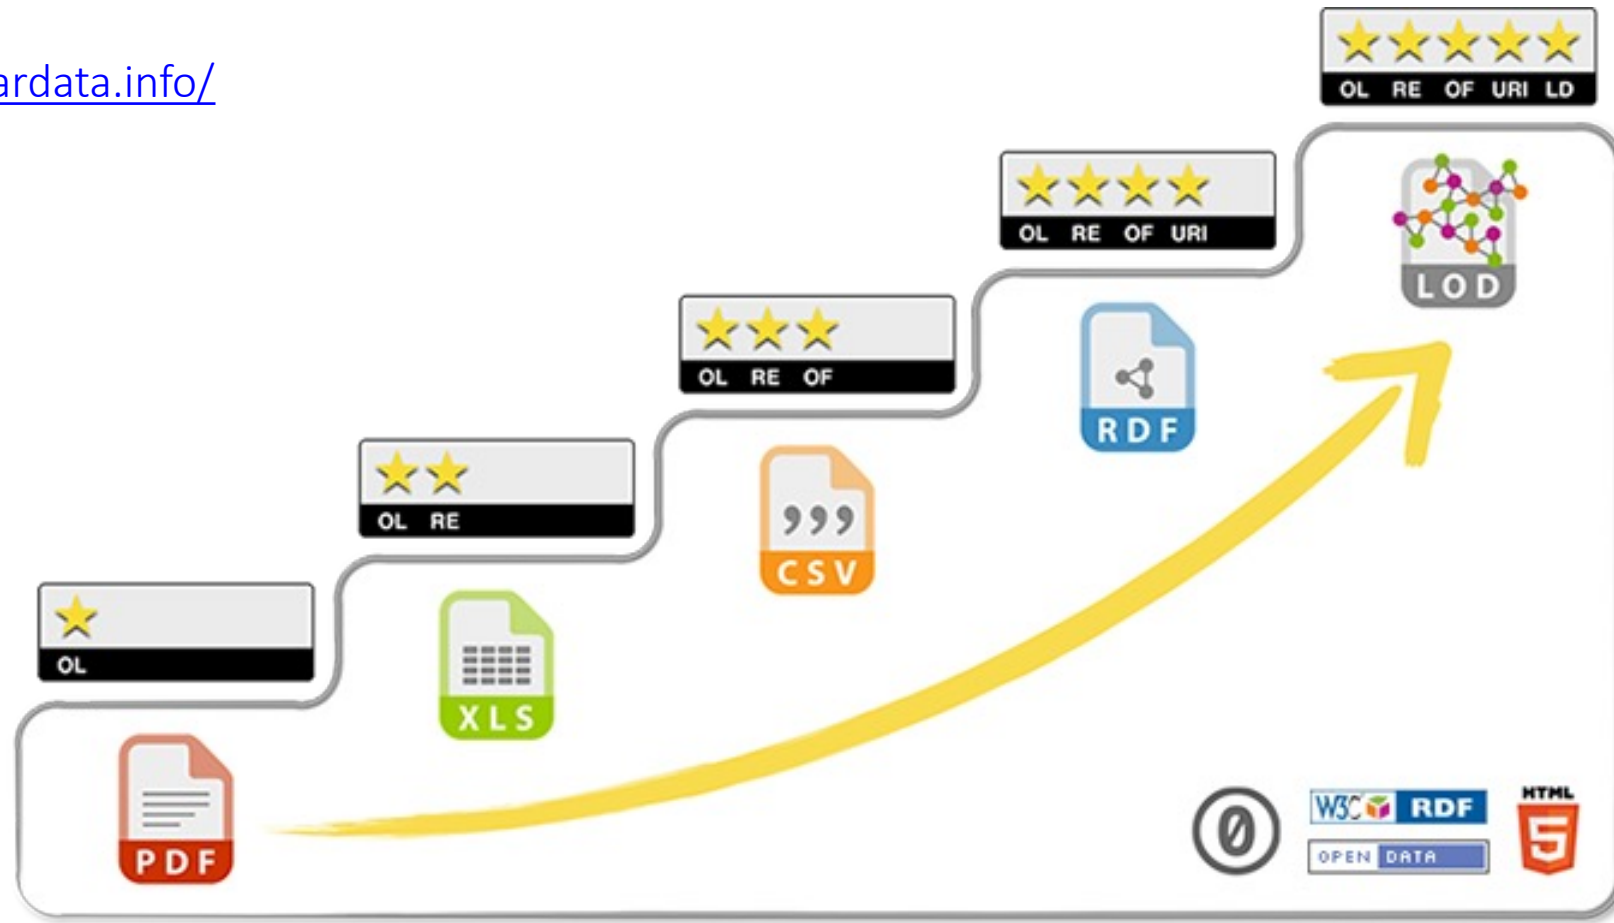 ardata.info/
OL RE OF URI LD
LOD
OL RE OF URI
RDF
OL RE OF
CSV
OL RE
XLS
OL
PDF
0
W3C RDF
OPEN DATA
HTML
5